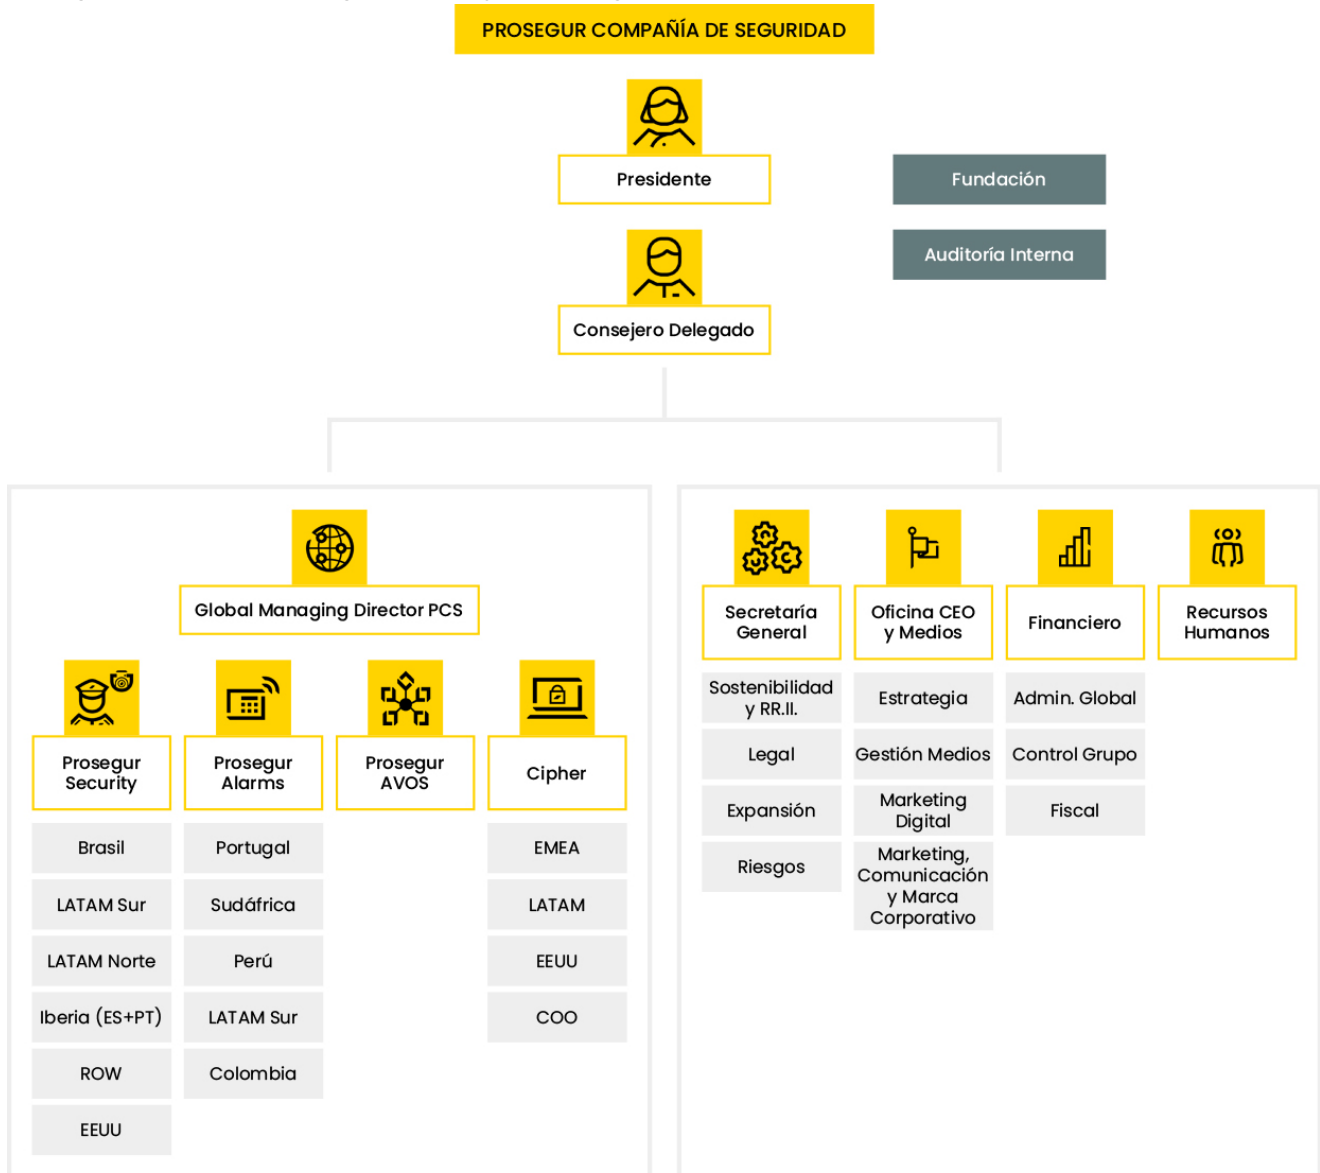 PROSEGUR COMPAÑÍA DE SEGURIDAD
Presidente
Fundación
Auditoría Interna
Consejero Delegado
Global Managing Director PCS
Prosegur
Security
Brasil
LATAM Sur
LATAM Norte
Iberia (ES+PT)
ROW
EEUU
Prosegur
Alarms
Portugal
Sudáfrica
Perú
LATAM Sur
Colombia
Prosegur
AVOS
Cipher
EMEA
LATAM
EEUU
COO
Secretaría
General
Sostenibilidad
y RR.II.
Legal
Expansión
Riesgos
Oficina CEO
y Medios
Estrategia
Gestión Medios
Marketing
Digital
Marketing,
Comunicación
y Marca
Corporativo
Financiero
Admin. Global
Control Grupo
Fiscal
Recursos
Humanos